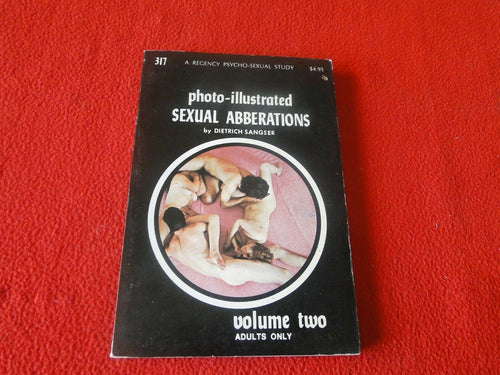 317 A REGENCY PSYCHO-SEXUAL STUDY $4.95
photo-illustrated
SEXUAL ABBERATIONS
by DIETRICH SANGSER
volume two
ADULTS ONLY